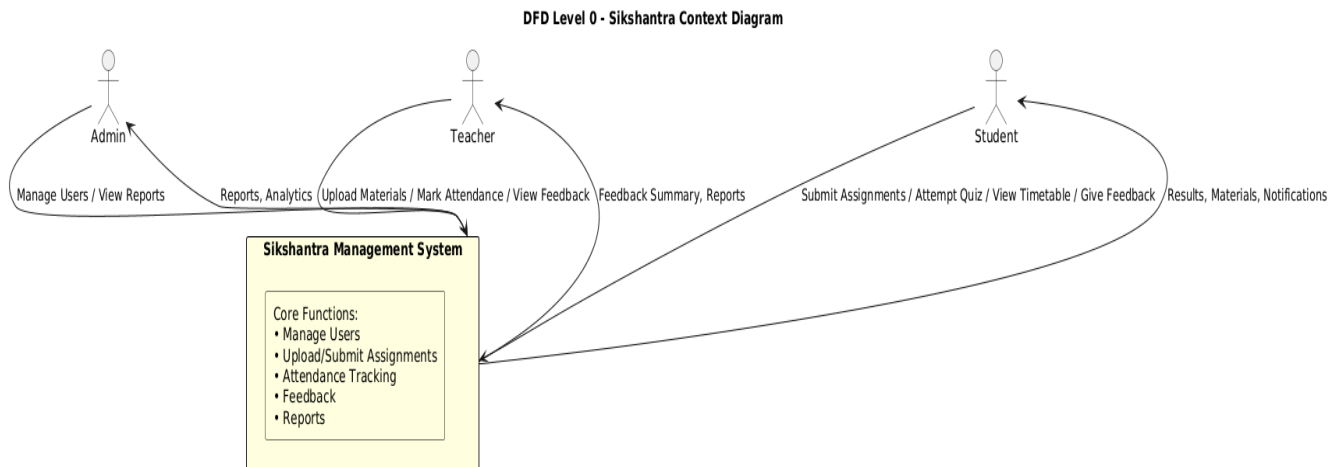 DFD Level 0 - Sikshantra Context Diagram
Admin
Teacher
Student
Manage Users / View Reports
Reports, Analytics
Upload Materials / Mark Attendance / View Feedback
Feedback Summary, Reports
Submit Assignments / Attempt Quiz / View Timetable / Give Feedback
Results, Materials, Notifications
Sikshantra Management System
Core Functions:
• Manage Users
• Upload/Submit Assignments
• Attendance Tracking
• Feedback
• Reports